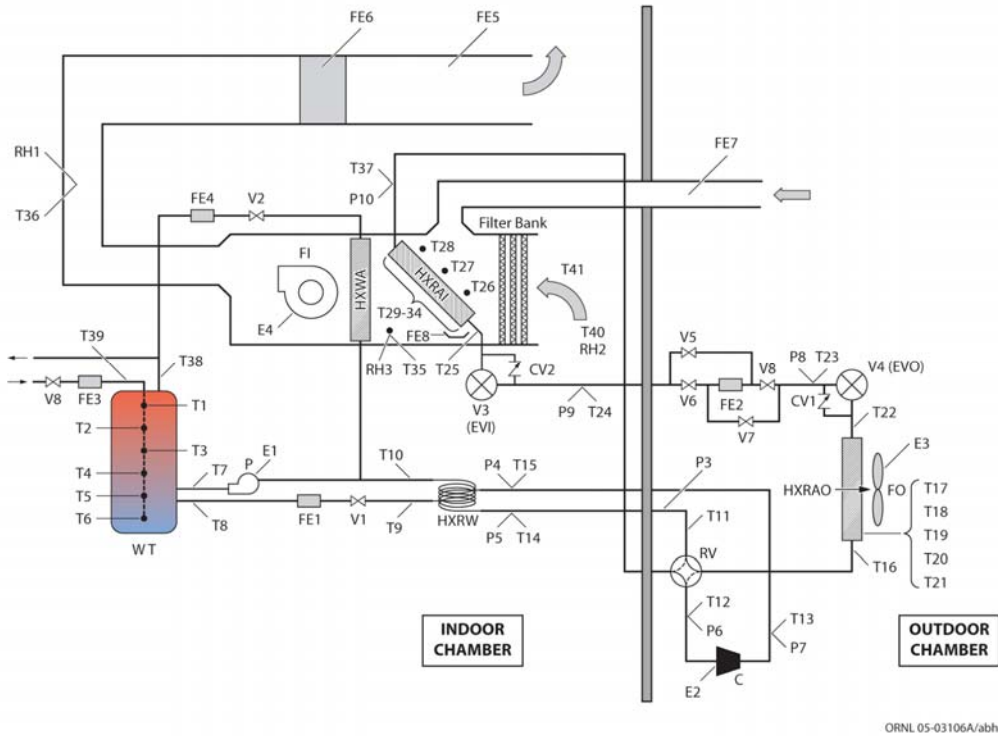 FE6
FE5
RH1
T36
FE4
V2
T37
P10
FE7
Filter Bank
FI
E4
HXWA
HXRAI
T28
T27
T26
T41
T29-34
FE8
RH3
T35
T25
T40
RH2
CV2
V3
(EVI)
P9
T24
V5
V6
FE2
V8
V7
P8
T23
V4 (EVO)
CV1
T22
E3
HXRAO
FO
T17
T18
T19
T20
T21
T16
T39
T38
V8
FE3
T1
T2
T3
T4
T5
T6
WT
T7
T8
P
E1
FE1
V1
T10
T9
HXRW
P4
T15
P5
T14
P3
T11
RV
T12
P6
T13
P7
E2
C
INDOOR
CHAMBER
OUTDOOR
CHAMBER
ORNL 05-03106A/abh